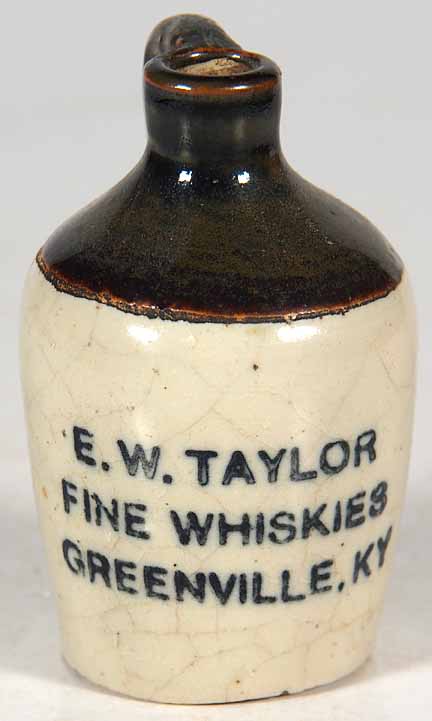 E. W. TAYLOR
FINE WHISKIES
GREENVILLE, KY